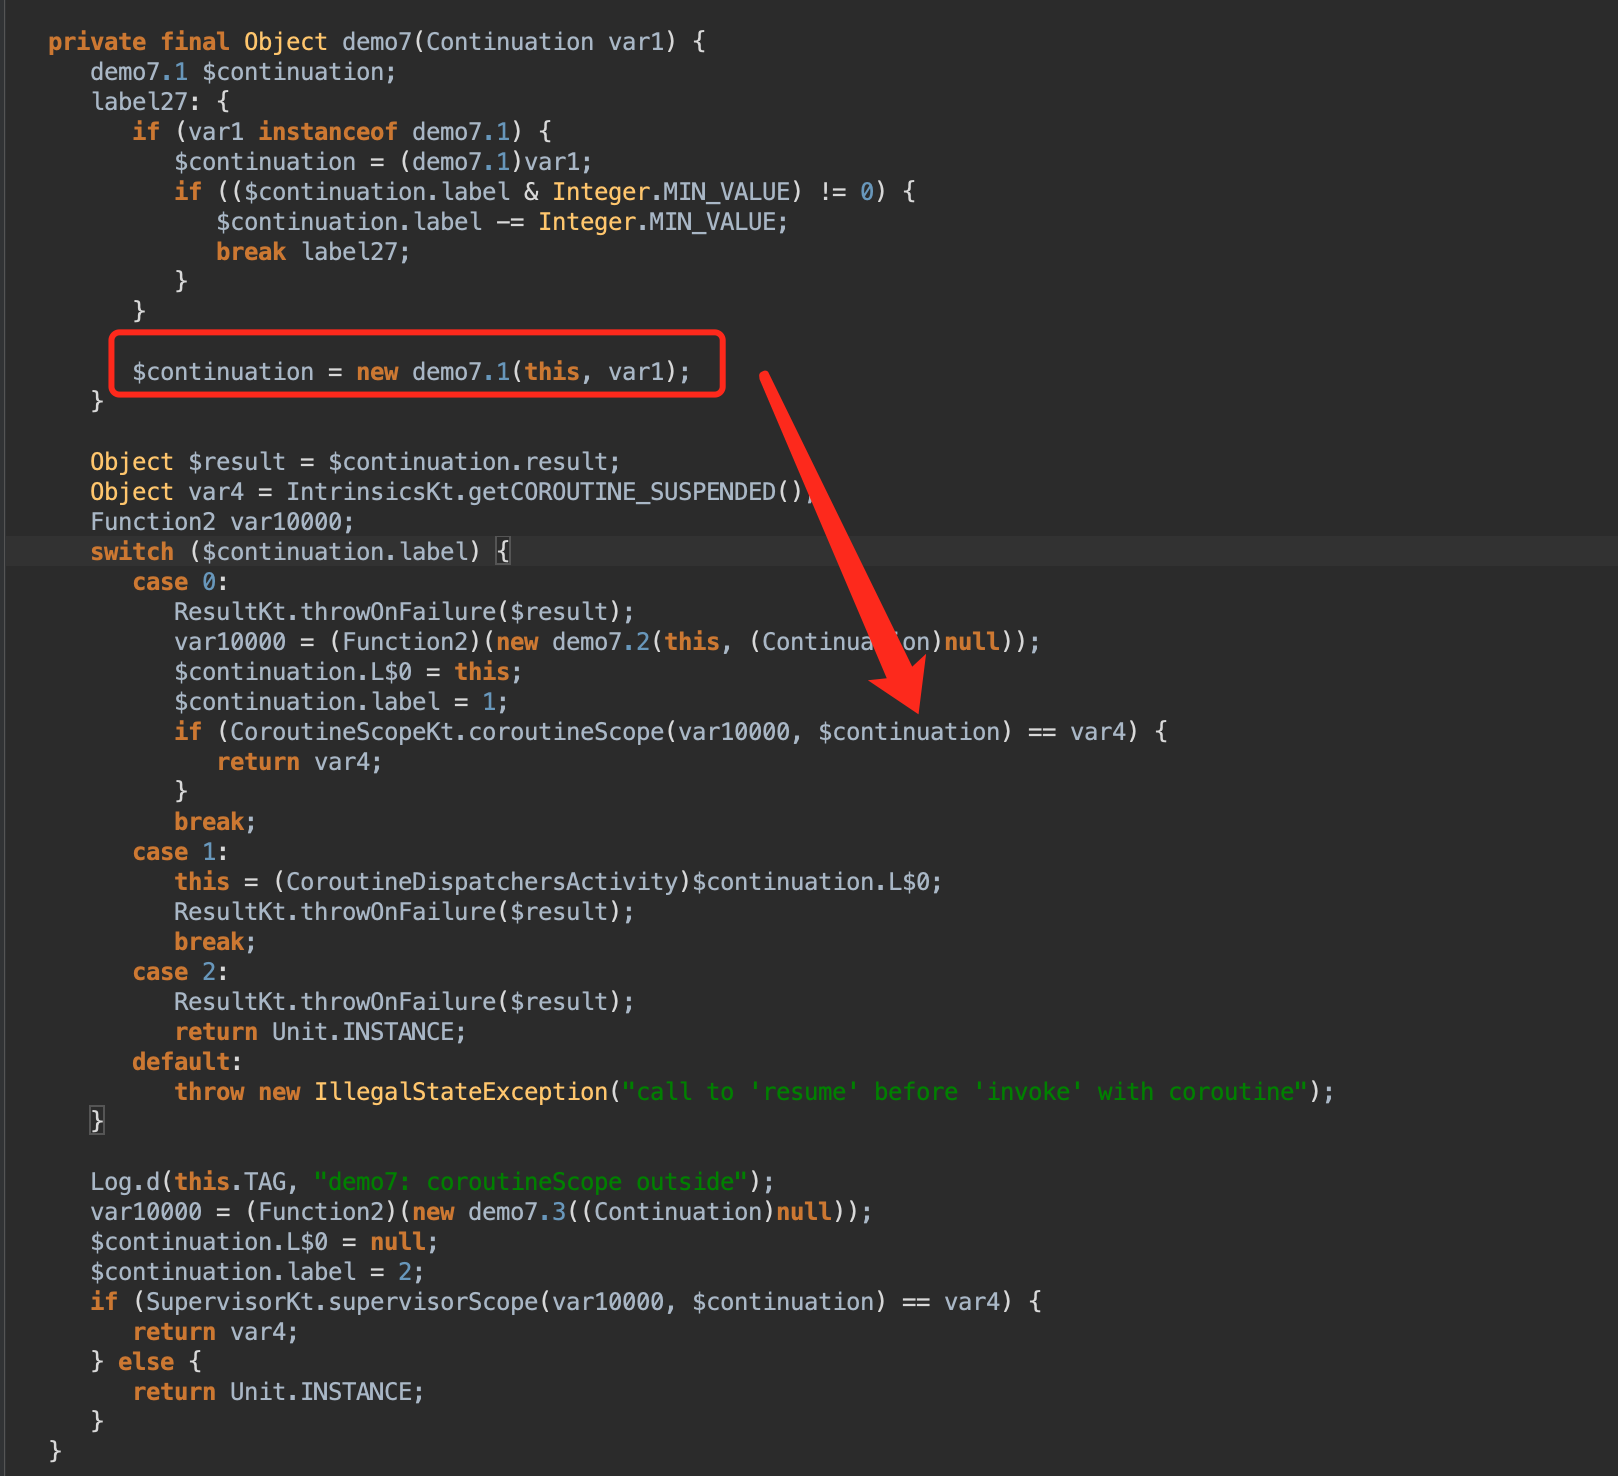 private final Object demo7(Continuation var1) {
   demo7.1 $continuation;
   label27: {
      if (var1 instanceof demo7.1) {
         $continuation = (demo7.1)var1;
         if (($continuation.label & Integer.MIN_VALUE) != 0) {
            $continuation.label -= Integer.MIN_VALUE;
            break label27;
         }
      }

      $continuation = new demo7.1(this, var1);
   }

   Object $result = $continuation.result;
   Object var4 = IntrinsicsKt.getCOROUTINE_SUSPENDED();
   Function2 var10000;
   switch ($continuation.label) {
      case 0:
         ResultKt.throwOnFailure($result);
         var10000 = (Function2)(new demo7.2(this, (Continuation)null));
         $continuation.L$0 = this;
         $continuation.label = 1;
         if (CoroutineScopeKt.coroutineScope(var10000, $continuation) == var4) {
            return var4;
         }
         break;
      case 1:
         this = (CoroutineDispatchersActivity)$continuation.L$0;
         ResultKt.throwOnFailure($result);
         break;
      case 2:
         ResultKt.throwOnFailure($result);
         return Unit.INSTANCE;
      default:
         throw new IllegalStateException("call to 'resume' before 'invoke' with coroutine");
   }

   Log.d(this.TAG, "demo7: coroutineScope outside");
   var10000 = (Function2)(new demo7.3((Continuation)null));
   $continuation.L$0 = null;
   $continuation.label = 2;
   if (SupervisorKt.supervisorScope(var10000, $continuation) == var4) {
      return var4;
   } else {
      return Unit.INSTANCE;
   }
}